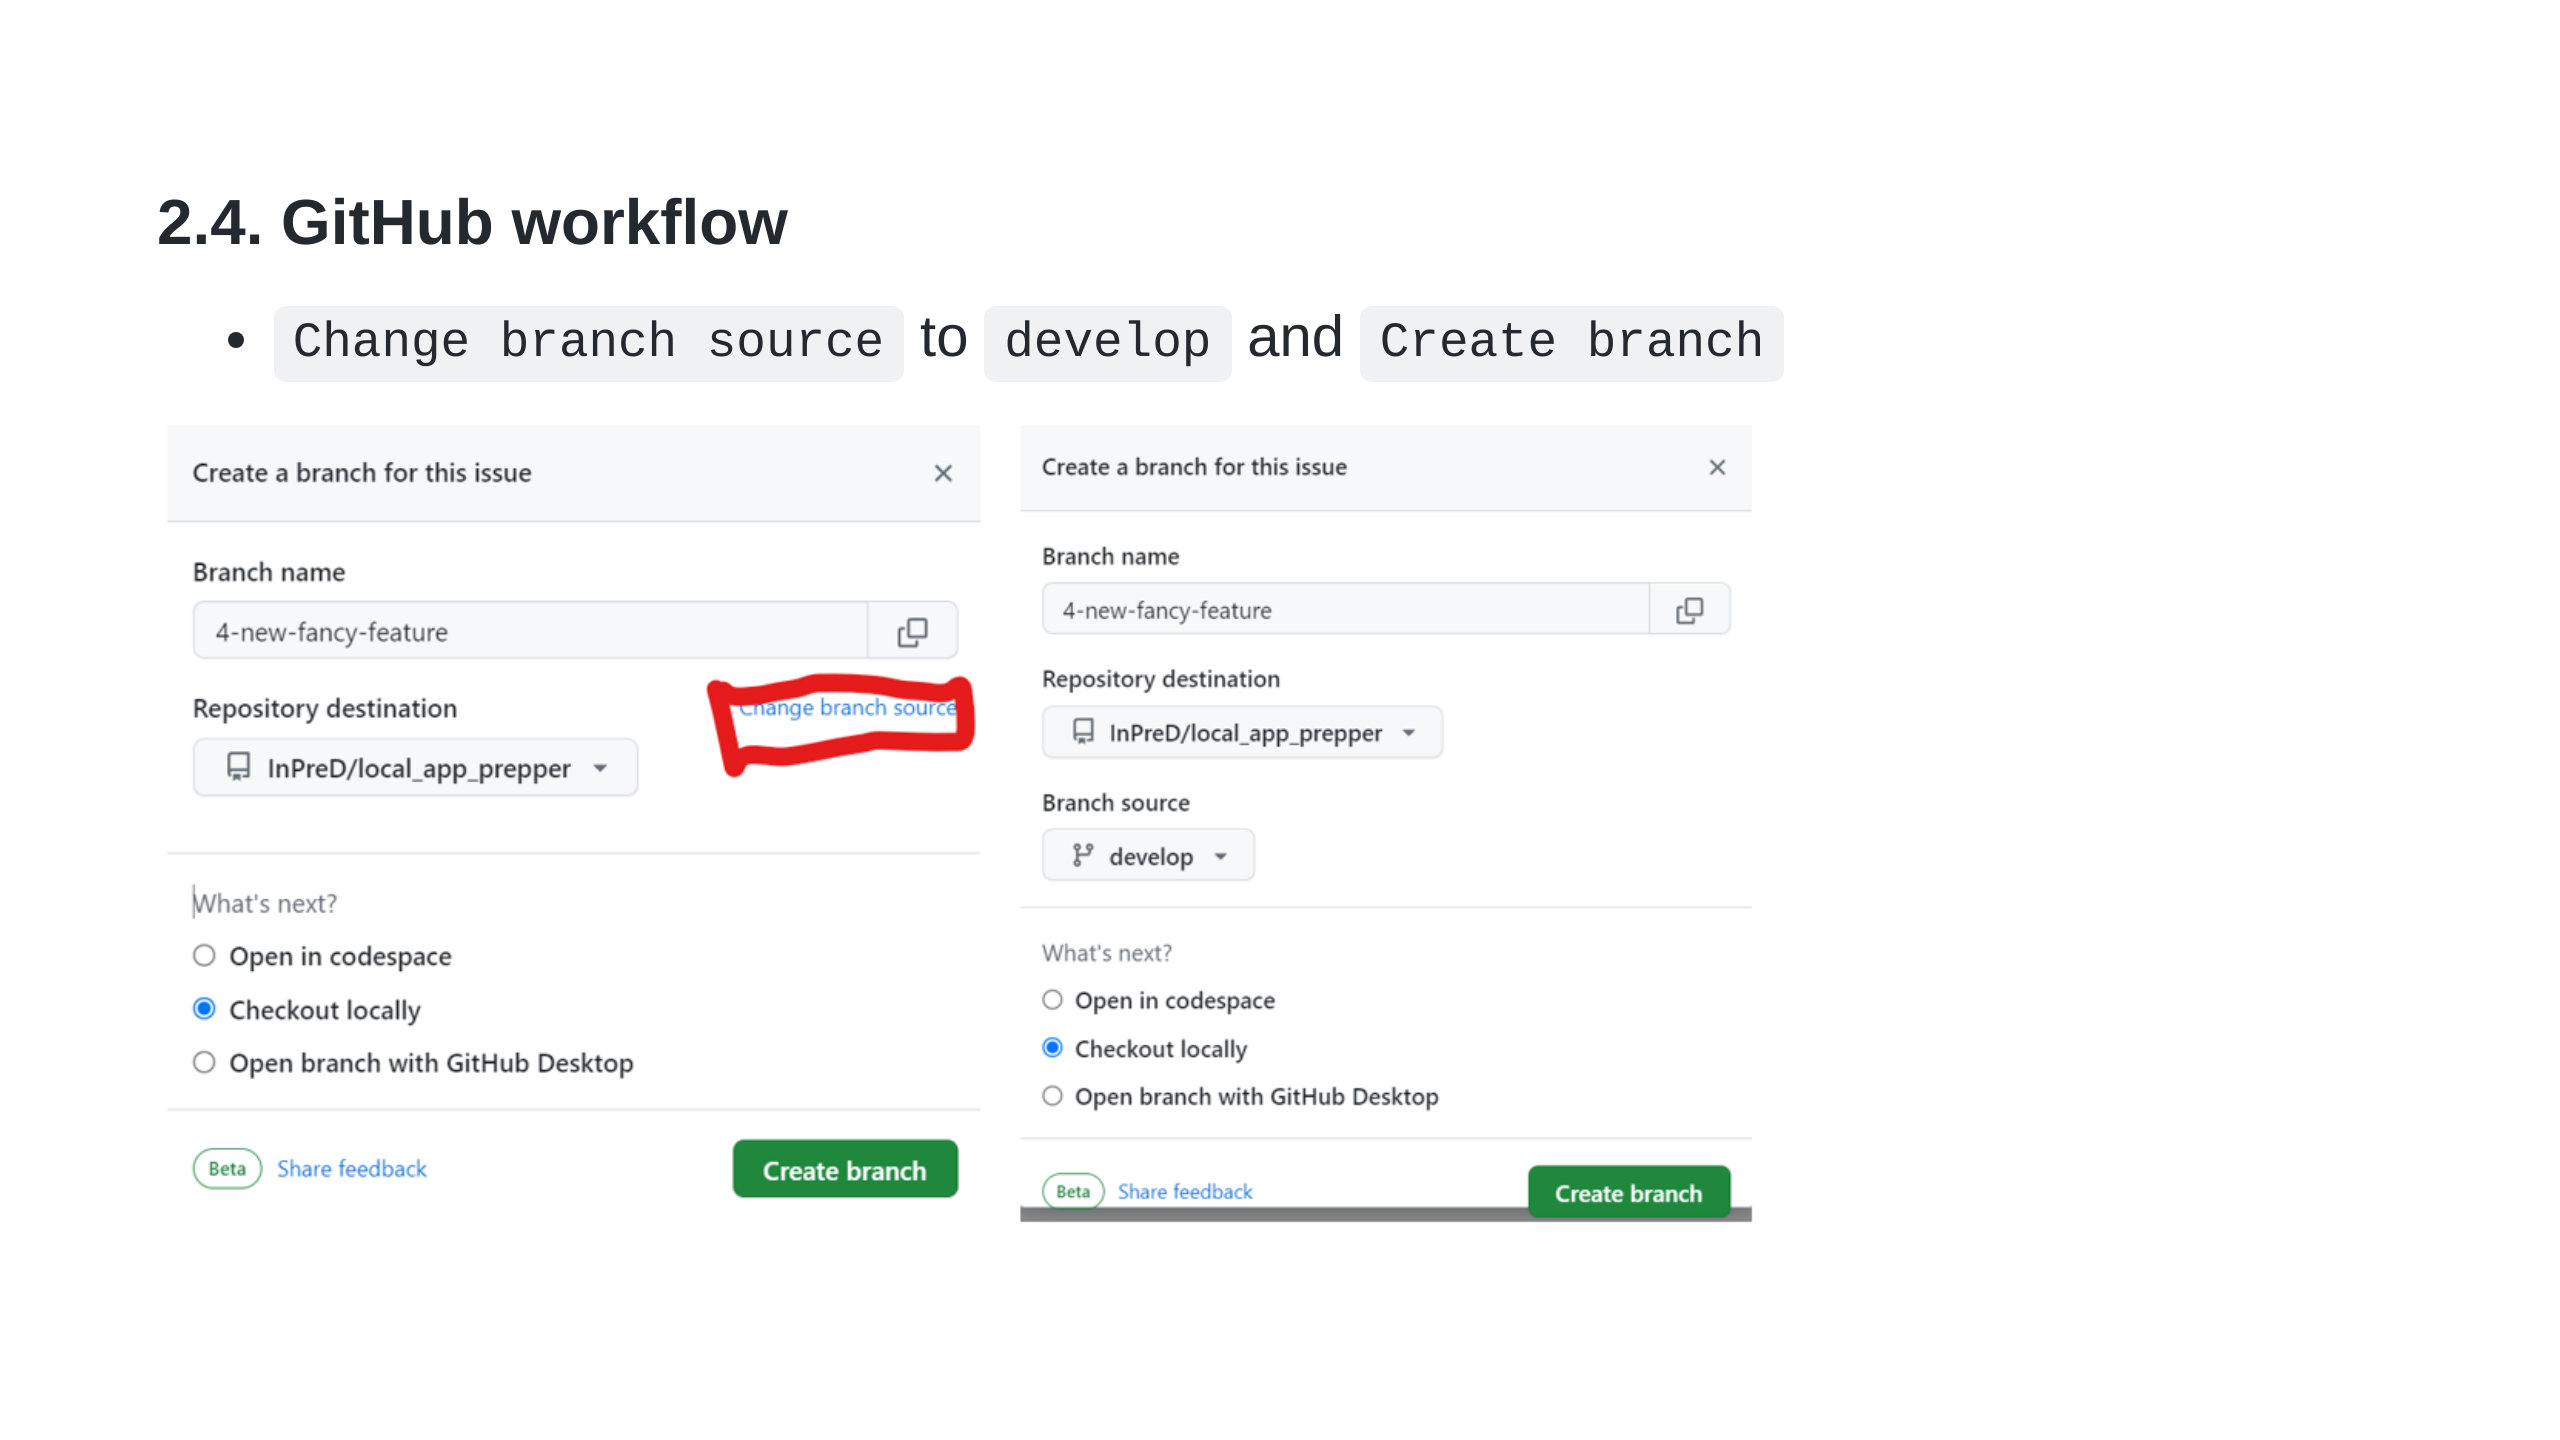 2.4. GitHub workflow
• Change branch source to develop and Create branch
Create a branch for this issue
Branch name
4-new-fancy-feature
Repository destination
Change branch source
InPreD/local_app_prepper
What's next?
Open in codespace
Checkout locally
Open branch with GitHub Desktop
Beta Share feedback
Create branch
Create a branch for this issue
Branch name
4-new-fancy-feature
Repository destination
InPreD/local_app_prepper
Branch source
develop
What's next?
Open in codespace
Checkout locally
Open branch with GitHub Desktop
Beta Share feedback
Create branch